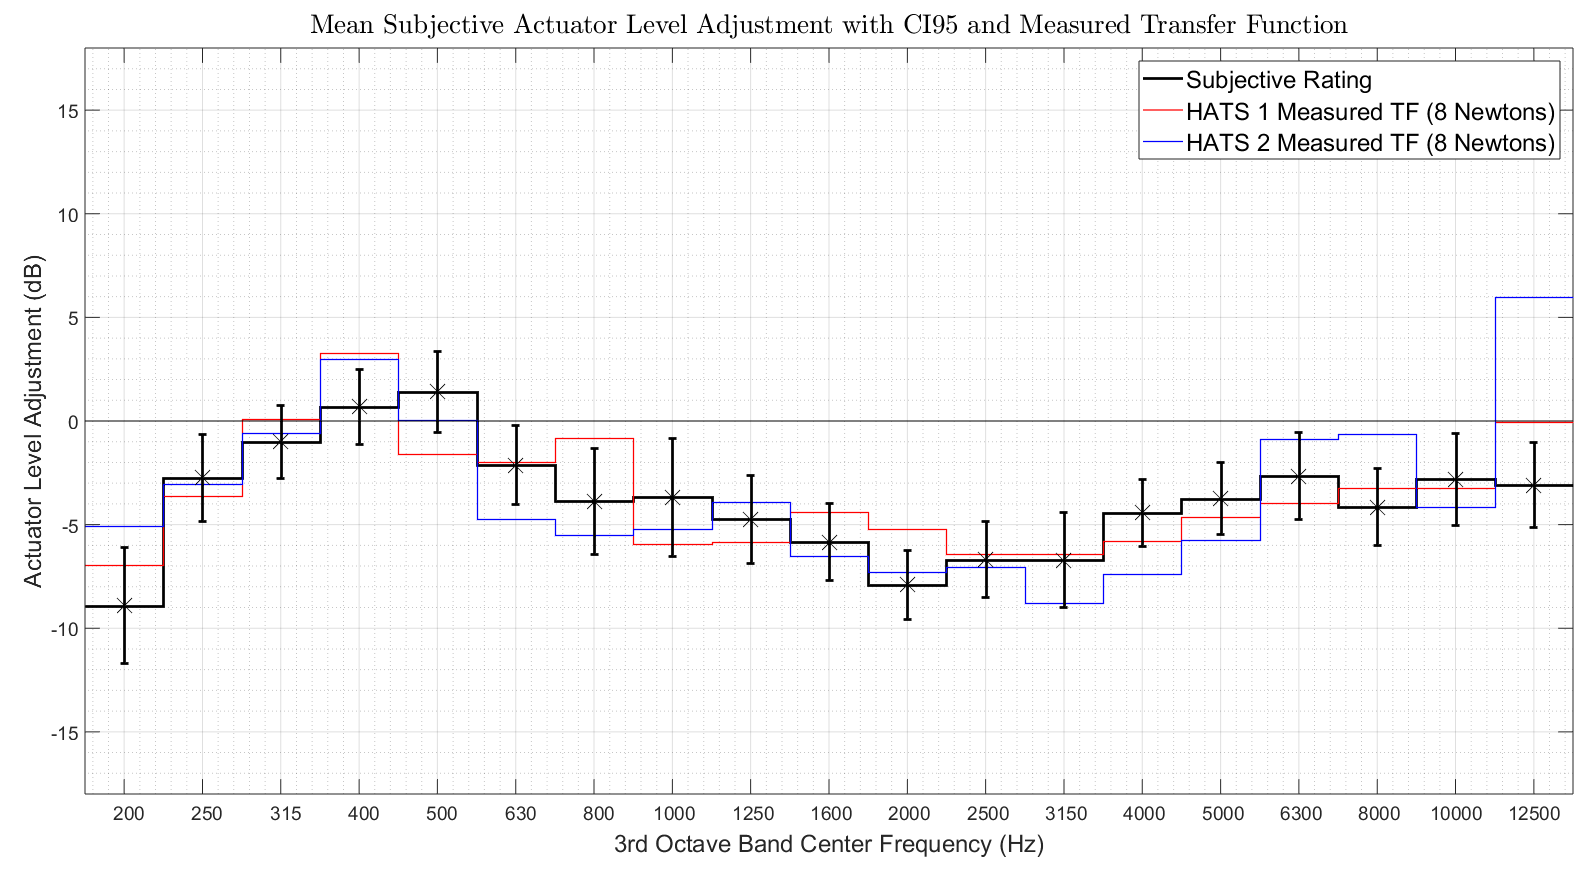 Mean Subjective Actuator Level Adjustment with CI95 and Measured Transfer Function
Subjective Rating
HATS 1 Measured TF (8 Newtons)
HATS 2 Measured TF (8 Newtons)
Actuator Level Adjustment (dB)
15
10
5
0
-5
-10
-15
200 250 315 400 500 630 800 1000 1250 1600 2000 2500 3150 4000 5000 6300 8000 10000 12500
3rd Octave Band Center Frequency (Hz)